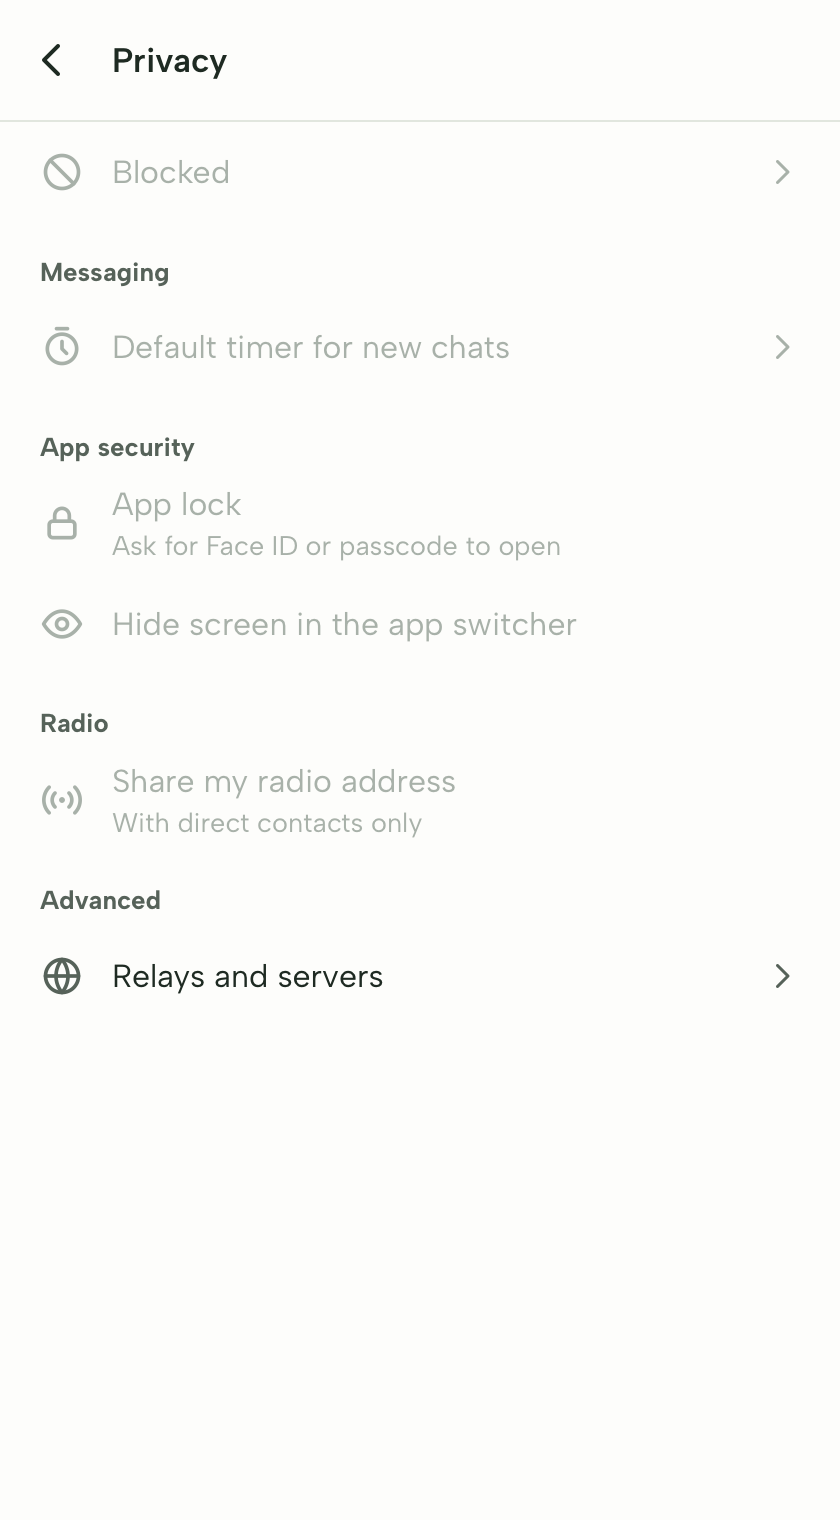 Privacy
Blocked
Messaging
Default timer for new chats
App security
App lock
Ask for Face ID or passcode to open
Hide screen in the app switcher
Radio
Share my radio address
With direct contacts only
Advanced
Relays and servers